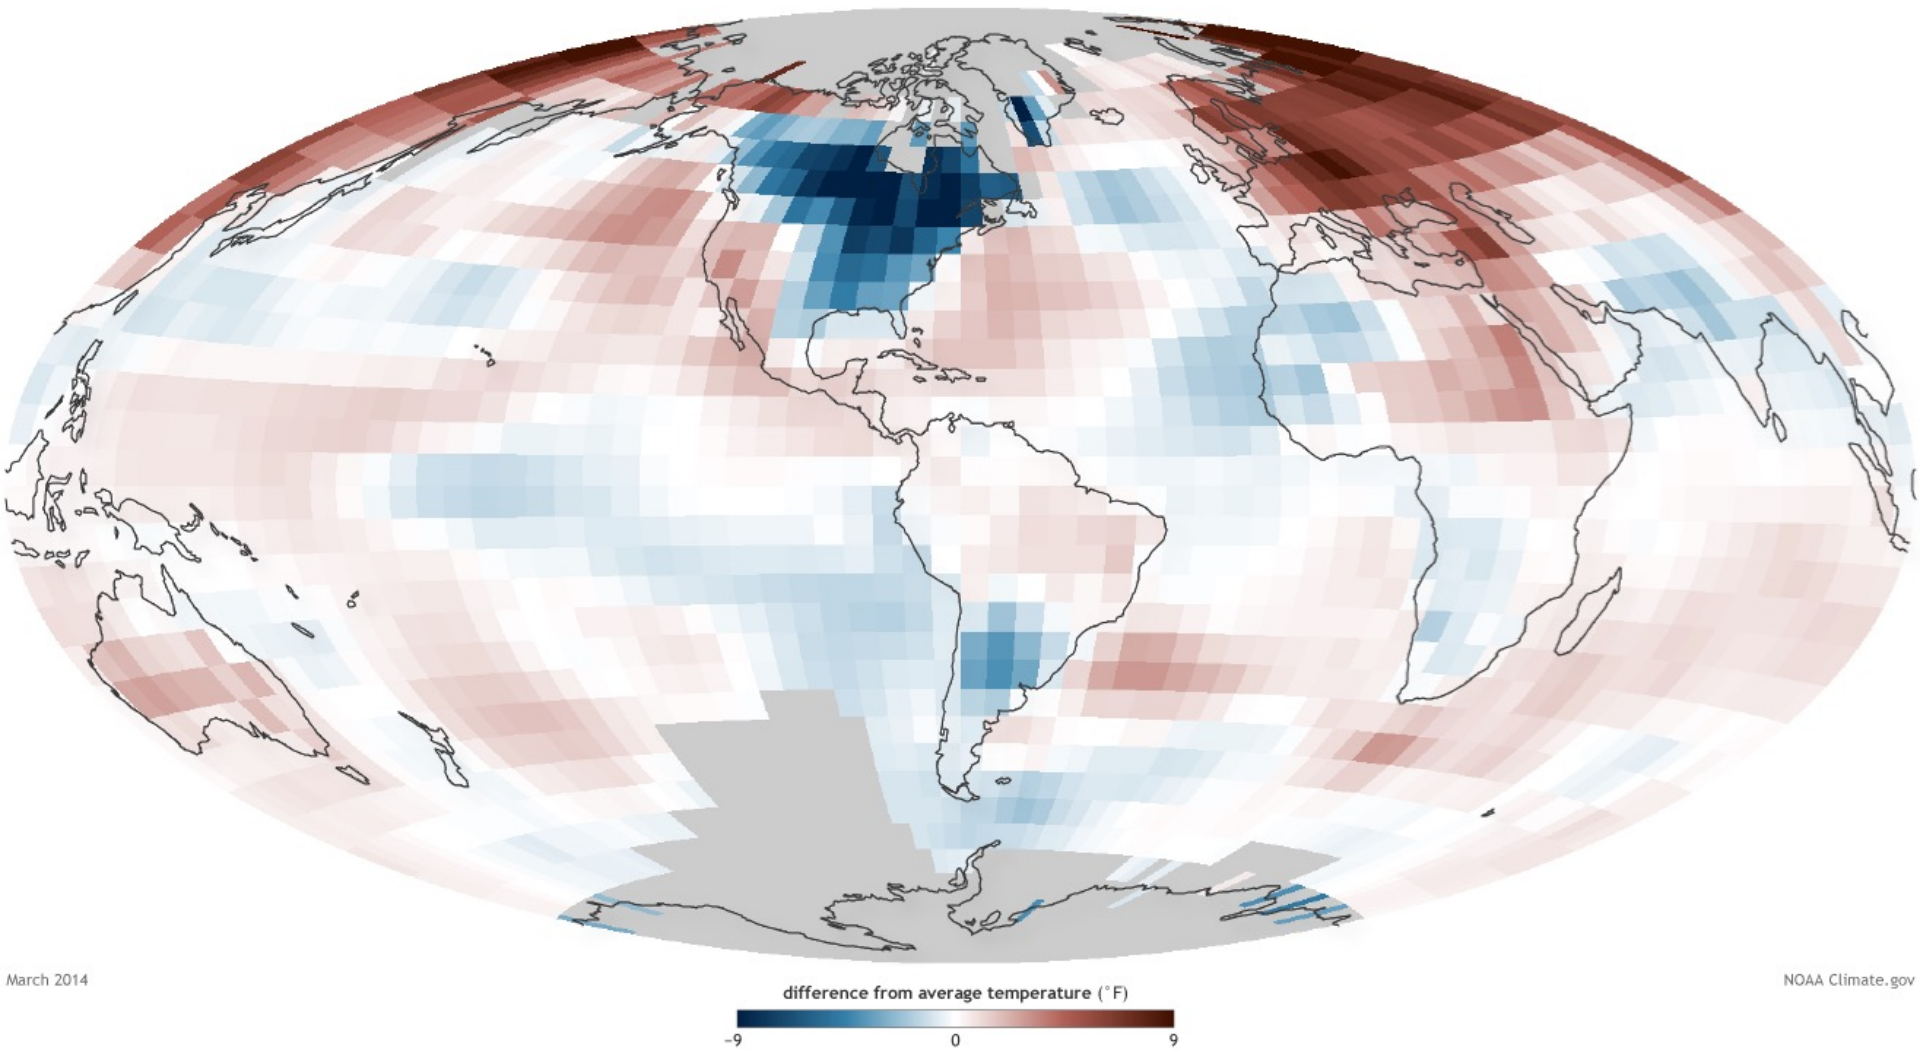 March 2014
NOAA Climate.gov
difference from average temperature (°F)
−9 0 9